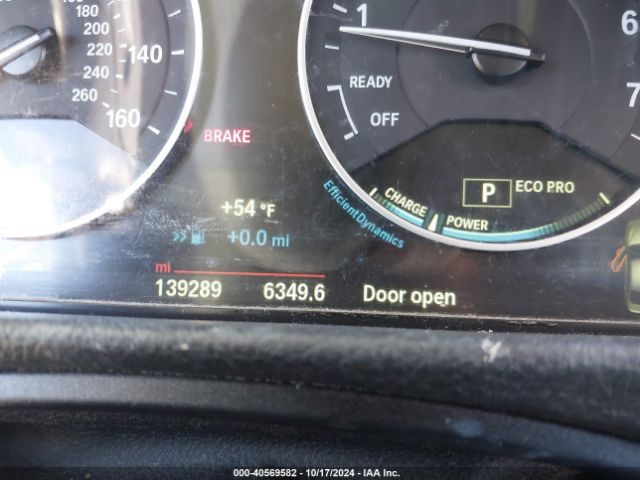 180
200
220
240
260
140
160
BRAKE
+54 °F
>> +0.0 mi
mi
139289 6349.6 Door open
1
6
7
READY
OFF
P ECO PRO
CHARGE POWER
EfficientDynamics
000-40569582 - 10/17/2024 - IAA Inc.